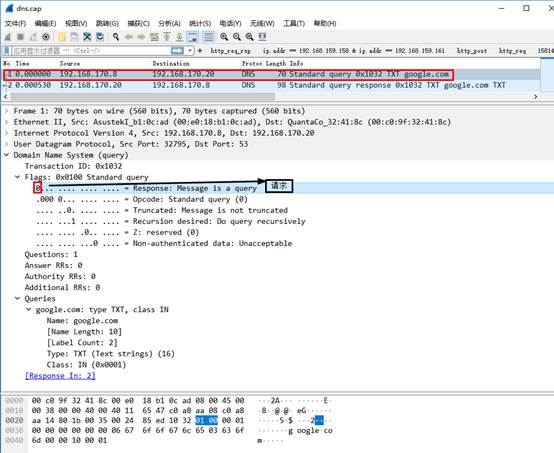 dns.cap
文件(F) 编辑(E) 视图(V) 跳转(G) 捕获(C) 分析(A) 统计(S) 电话(Y) 无线(W) 工具(T) 帮助(H)
应用显示过滤器 … <Ctrl-/> 表达式… + http_req_rsp ip.addr == 192.168.159.158 & ip.addr == 192.168.159.161 http_post http_req 15814
No. Time Source Destination Protoc Len Info
1 0.000000 192.168.170.8 192.168.170.20 DNS 70 Standard query 0x1032 TXT google.com
2 0.000530 192.168.170.20 192.168.170.8 DNS 98 Standard query response 0x1032 TXT google.com TXT
Frame 1: 70 bytes on wire (560 bits), 70 bytes captured (560 bits)
Ethernet II, Src: AsustekI_b1:0c:ad (00:e0:18:b1:0c:ad), Dst: QuantaCo_32:41:8c (00:c0:9f:32:41:8c)
Internet Protocol Version 4, Src: 192.168.170.8, Dst: 192.168.170.20
User Datagram Protocol, Src Port: 32795, Dst Port: 53
Domain Name System (query)
Transaction ID: 0x1032
Flags: 0x0100 Standard query
0... .... .... .... = Response: Message is a query 请求
.000 0... .... .... = Opcode: Standard query (0)
.... ..0. .... .... = Truncated: Message is not truncated
.... ...1 .... .... = Recursion desired: Do query recursively
.... .... .0.. .... = Z: reserved (0)
.... .... ...0 .... = Non-authenticated data: Unacceptable
Questions: 1
Answer RRs: 0
Authority RRs: 0
Additional RRs: 0
Queries
google.com: type TXT, class IN
Name: google.com
[Name Length: 10]
[Label Count: 2]
Type: TXT (Text strings) (16)
Class: IN (0x0001)
[Response In: 2]
0000 00 c0 9f 32 41 8c 00 e0 18 b1 0c ad 08 00 45 00 ···2A··· ······E·
0010 00 38 00 00 40 00 40 11 65 47 c0 a8 aa 08 c0 a8 ·8··@·@· eG······
0020 aa 14 80 1b 00 35 00 24 85 ed 10 32 01 00 00 01 ·····5·$ ···2····
0030 00 00 00 00 00 00 06 67 6f 6f 67 6c 65 03 63 6f ·······g oogle·co
0040 6d 00 00 10 00 01 m·····